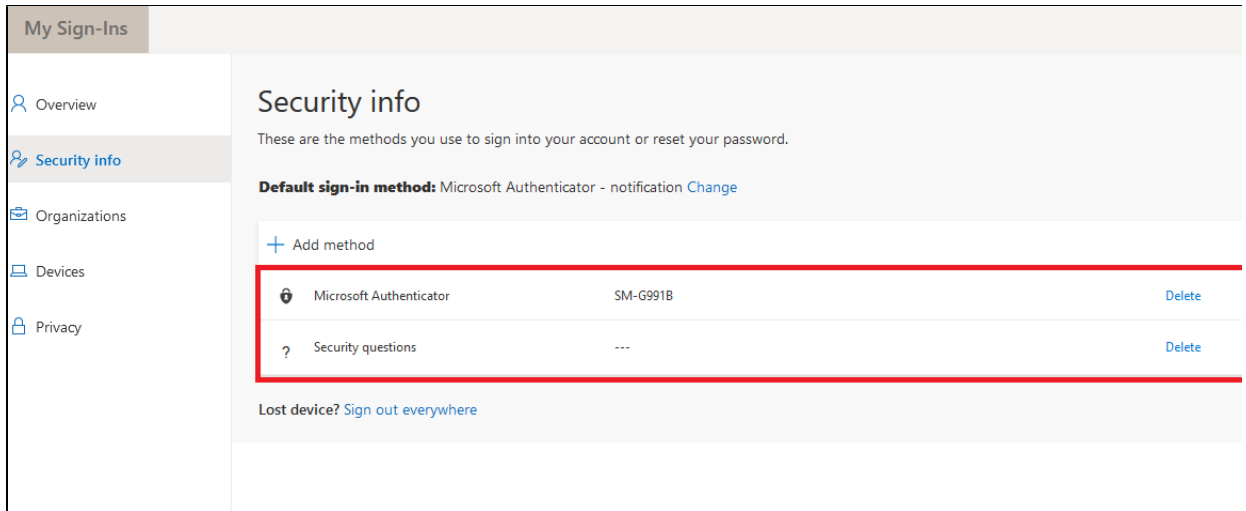 My Sign-Ins
Overview
Security info
Organizations
Devices
Privacy
Security info
These are the methods you use to sign into your account or reset your password.
Default sign-in method: Microsoft Authenticator - notification Change
+ Add method
Microsoft Authenticator SM-G991B Delete
? Security questions --- Delete
Lost device? Sign out everywhere